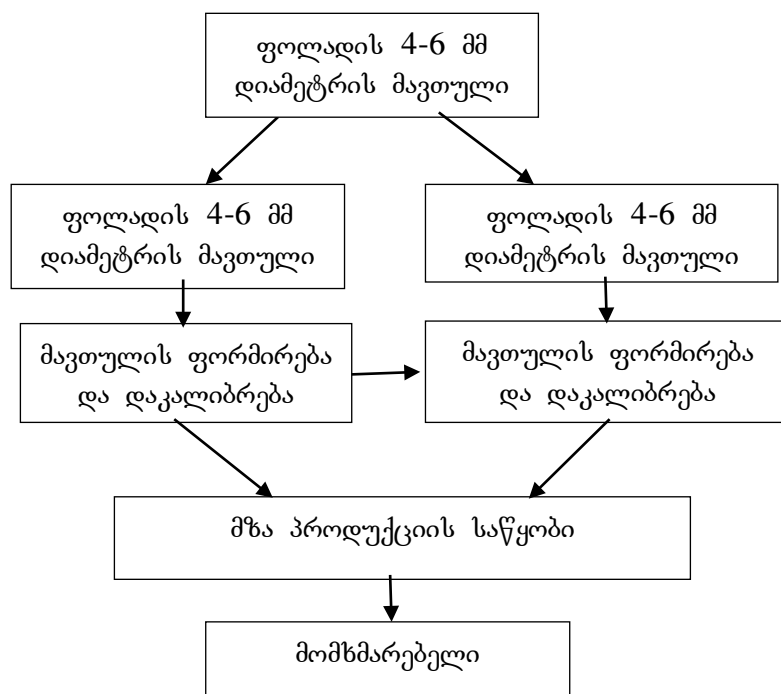 ფოლადის 4-6 მმ
დიამეტრის მავთული
ფოლადის 4-6 მმ
დიამეტრის მავთული
ფოლადის 4-6 მმ
დიამეტრის მავთული
მავთულის ფორმირება
და დაკალიბრება
მავთულის ფორმირება
და დაკალიბრება
მზა პროდუქციის საწყობი
მომხმარებელი